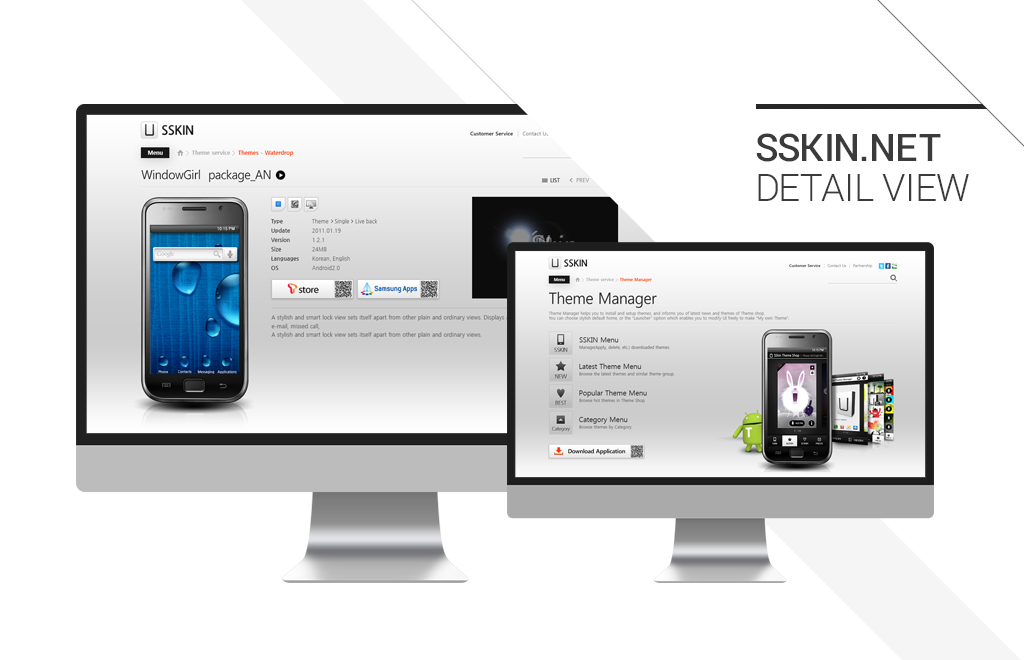 SSKIN.NET
DETAIL VIEW
SSKIN
Customer Service | Contact Us
Menu
Theme service > Themes - Waterdrop
WindowGirl package_AN
LIST < PREV
10:15 PM
Google
Phone Contacts Messaging Applications
Type Theme > Single > Live back
Update 2011.01.19
Version 1.2.1
Size 24MB
Languages Korean, English
OS Android2.0
T store
Samsung Apps
A stylish and smart lock view sets itself apart from other plain and ordinary views. Displays
e-mail, missed call,
A stylish and smart lock view sets itself apart from other plain and ordinary views.
SSKIN
Customer Service | Contact Us | Partnership
Menu
Theme service > Theme Manager
Theme Manager
Theme Manager helps you to install and setup themes, and informs you of latest news and themes of Theme shop.
You can choose stylish default home, or the "Launcher" option which enables you to modify UI freely to make "My own Theme".
SSKIN
SSKIN Menu
Manage(Apply, delete, etc.) downloaded themes.
NEW
Latest Theme Menu
Browse the latest themes and similar theme group.
BEST
Popular Theme Menu
Browse hot themes in Theme Shop.
Category
Category Menu
Browse themes by Category.
Download Application